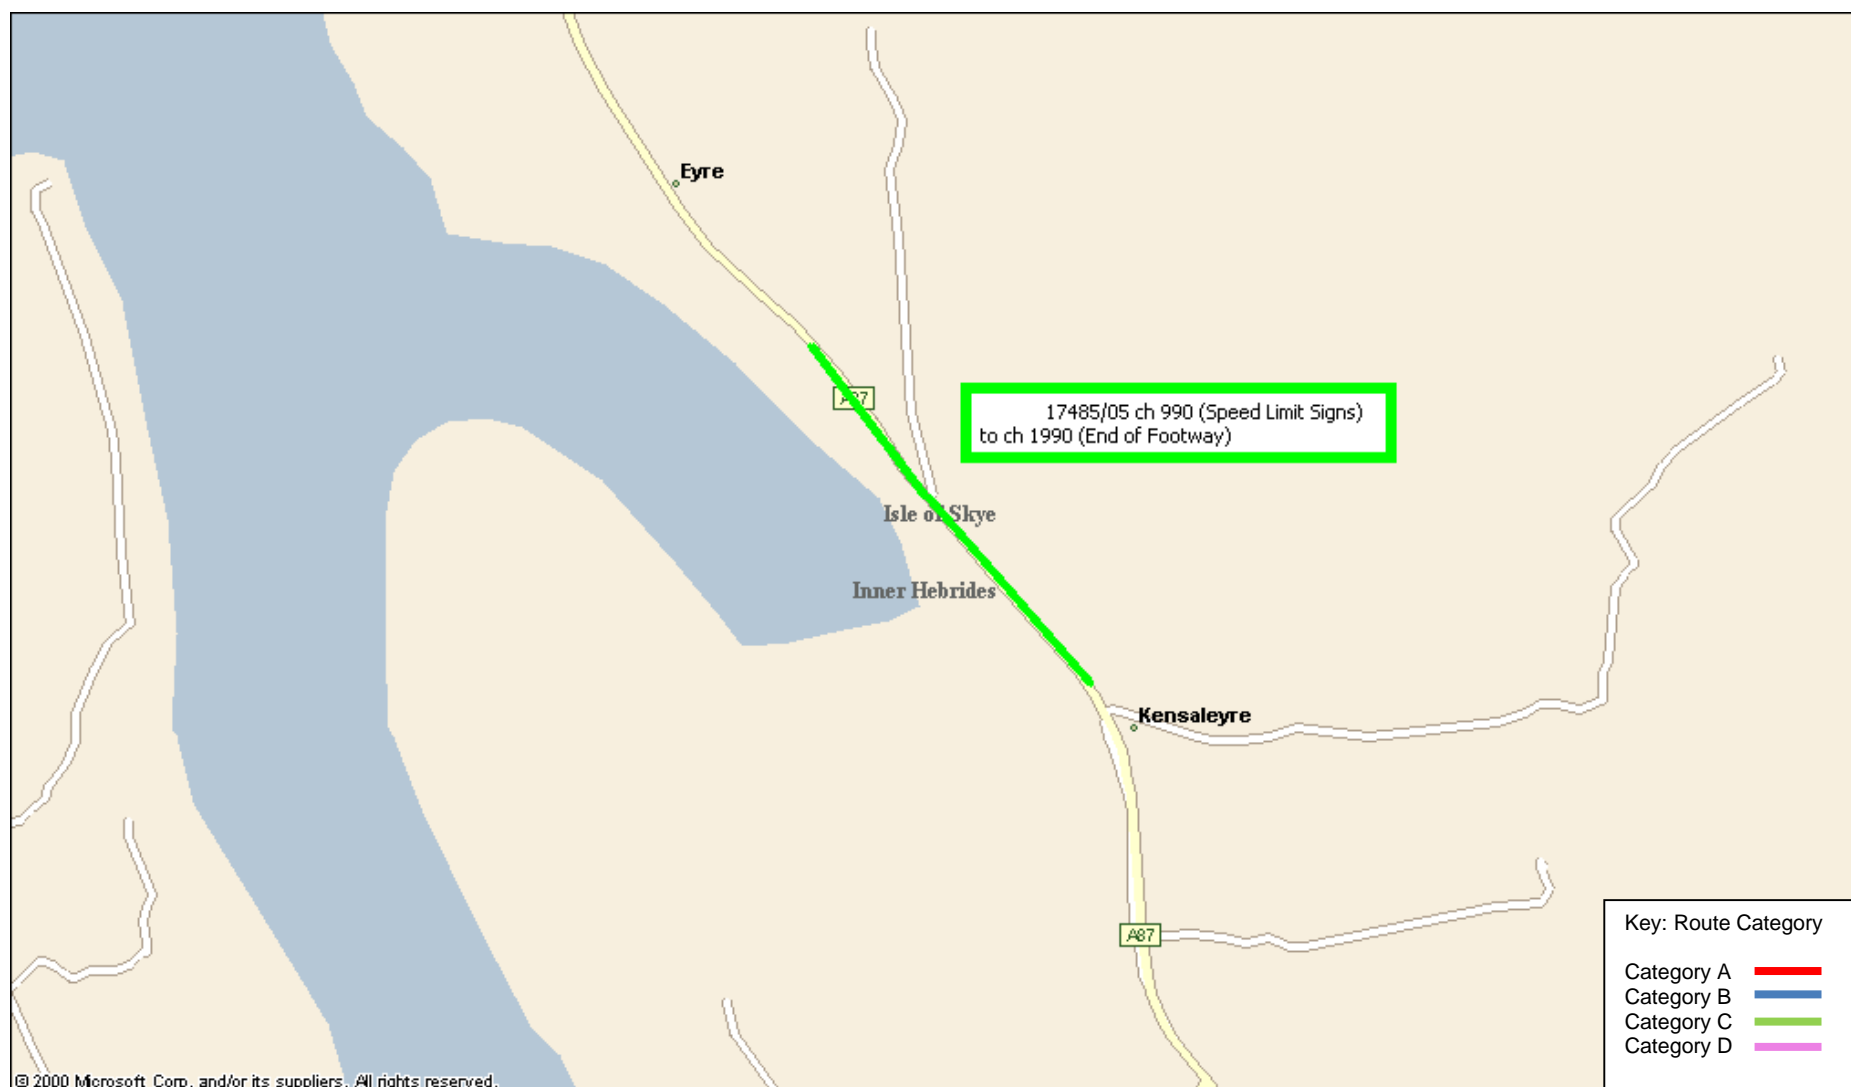 Eyre
A87
17485/05 ch 990 (Speed Limit Signs)
to ch 1990 (End of Footway)
Isle of Skye
Inner Hebrides
Kensaleyre
A87
Key: Route Category
Category A
Category B
Category C
Category D
© 2000 Microsoft Corp. and/or its suppliers. All rights reserved.